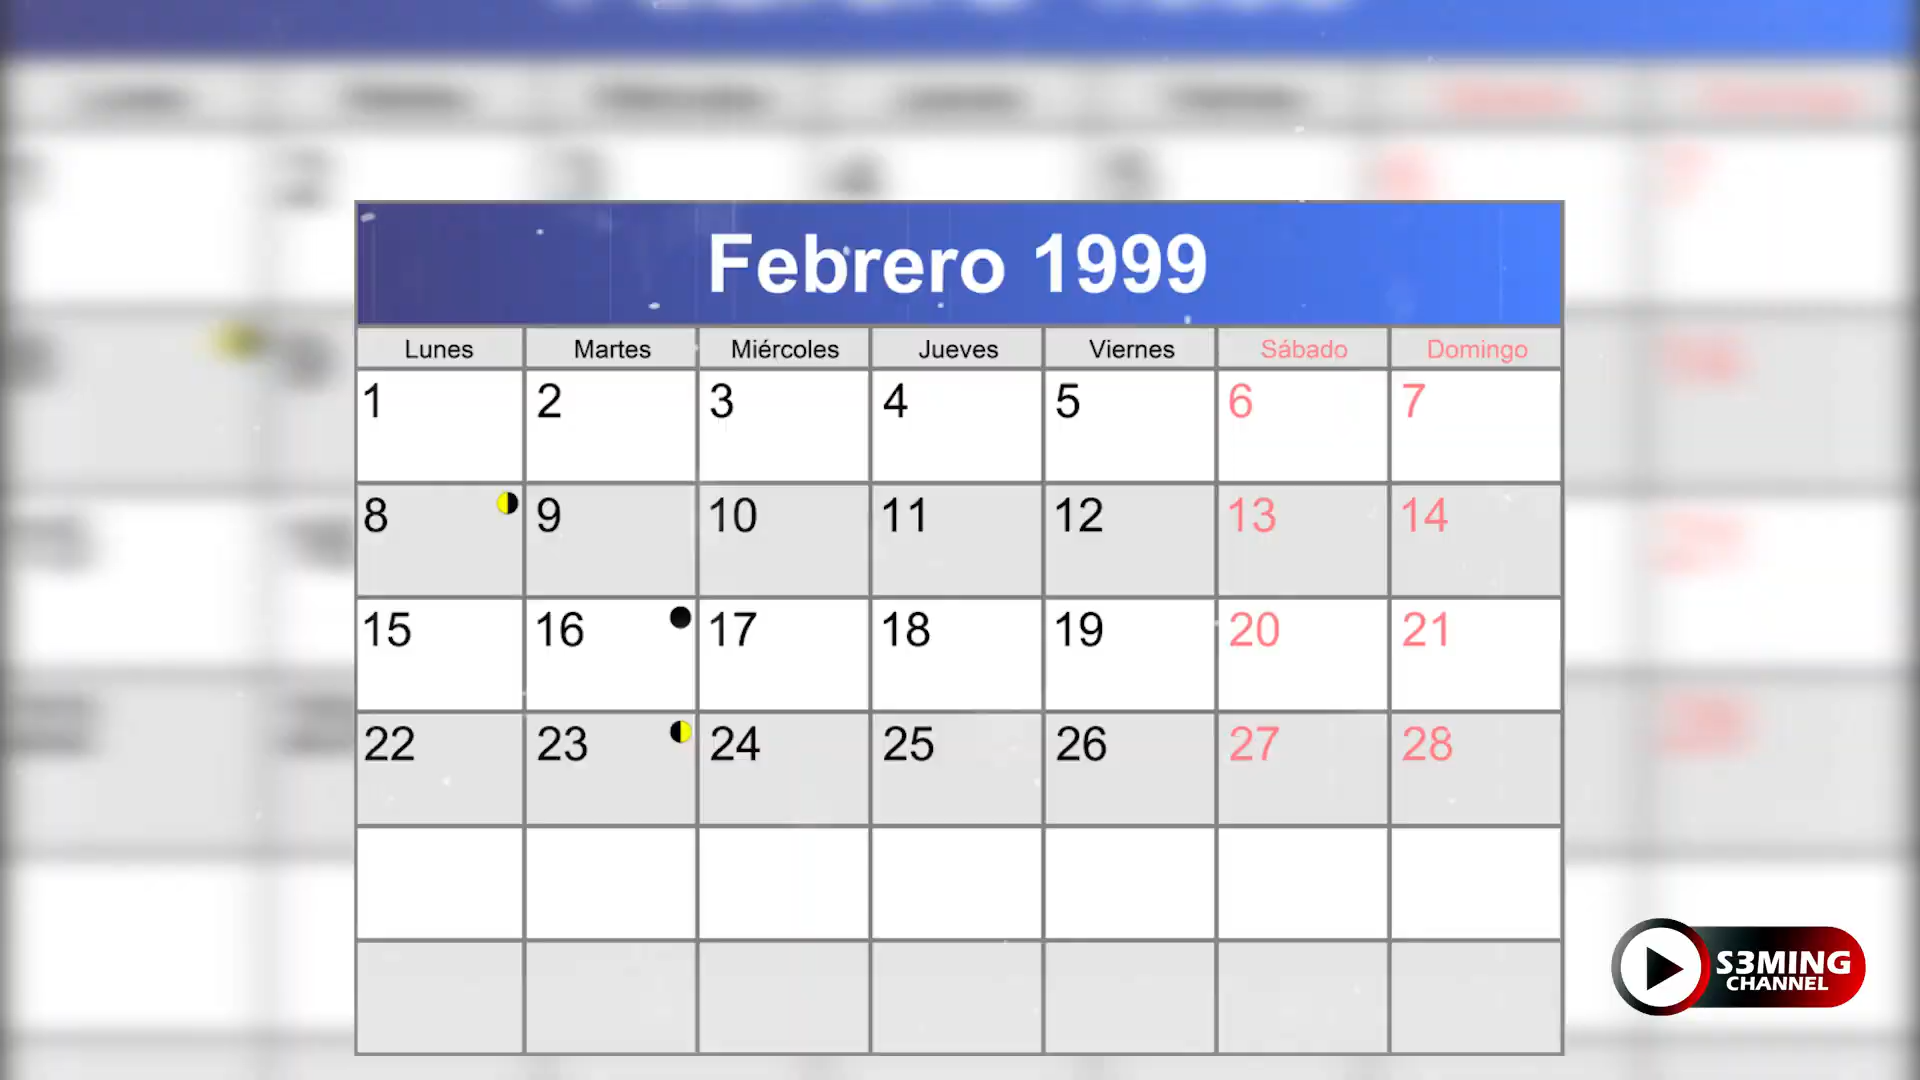 Febrero 1999
Lunes Martes Miércoles Jueves Viernes Sábado Domingo
1 2 3 4 5 6 7
8 9 10 11 12 13 14
15 16 17 18 19 20 21
22 23 24 25 26 27 28
S3MING
CHANNEL